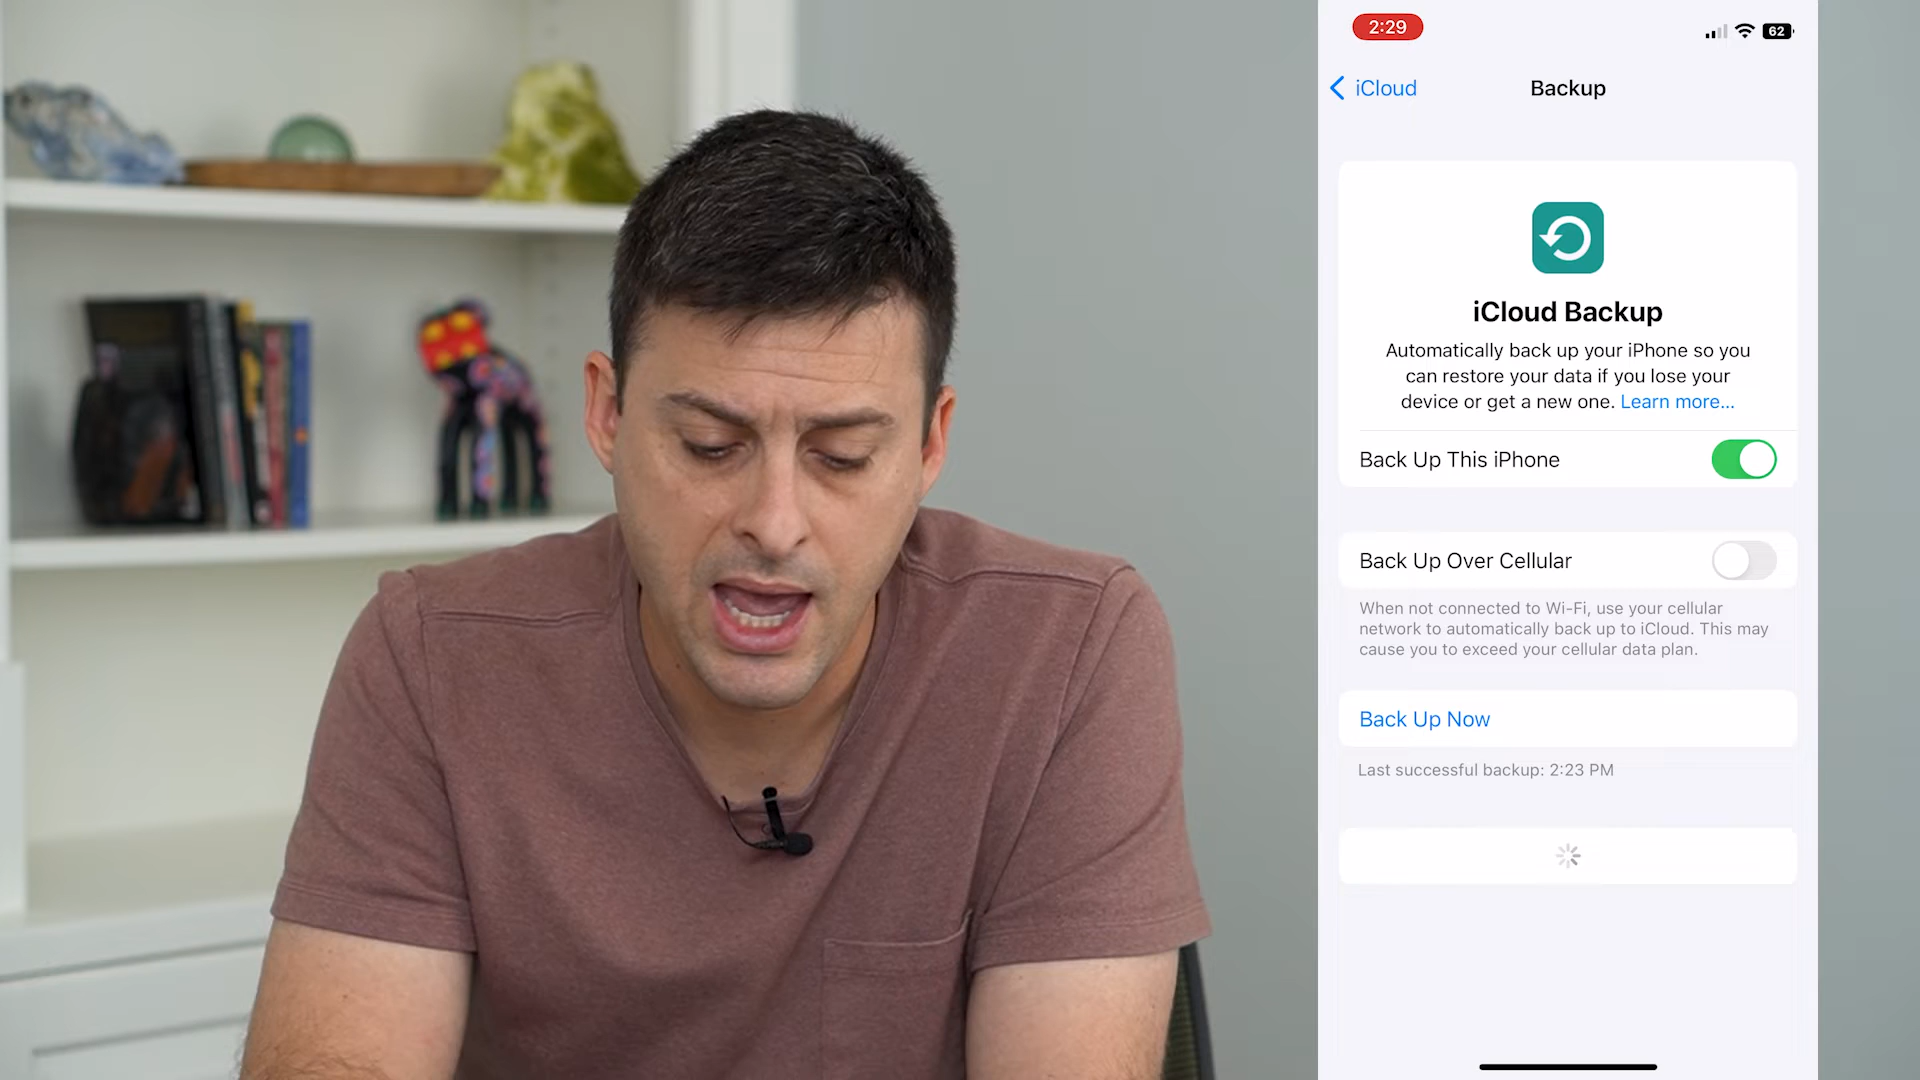 2:29
62
iCloud
Backup
iCloud Backup
Automatically back up your iPhone so you
can restore your data if you lose your
device or get a new one. Learn more...
Back Up This iPhone
Back Up Over Cellular
When not connected to Wi-Fi, use your cellular
network to automatically back up to iCloud. This may
cause you to exceed your cellular data plan.
Back Up Now
Last successful backup: 2:23 PM